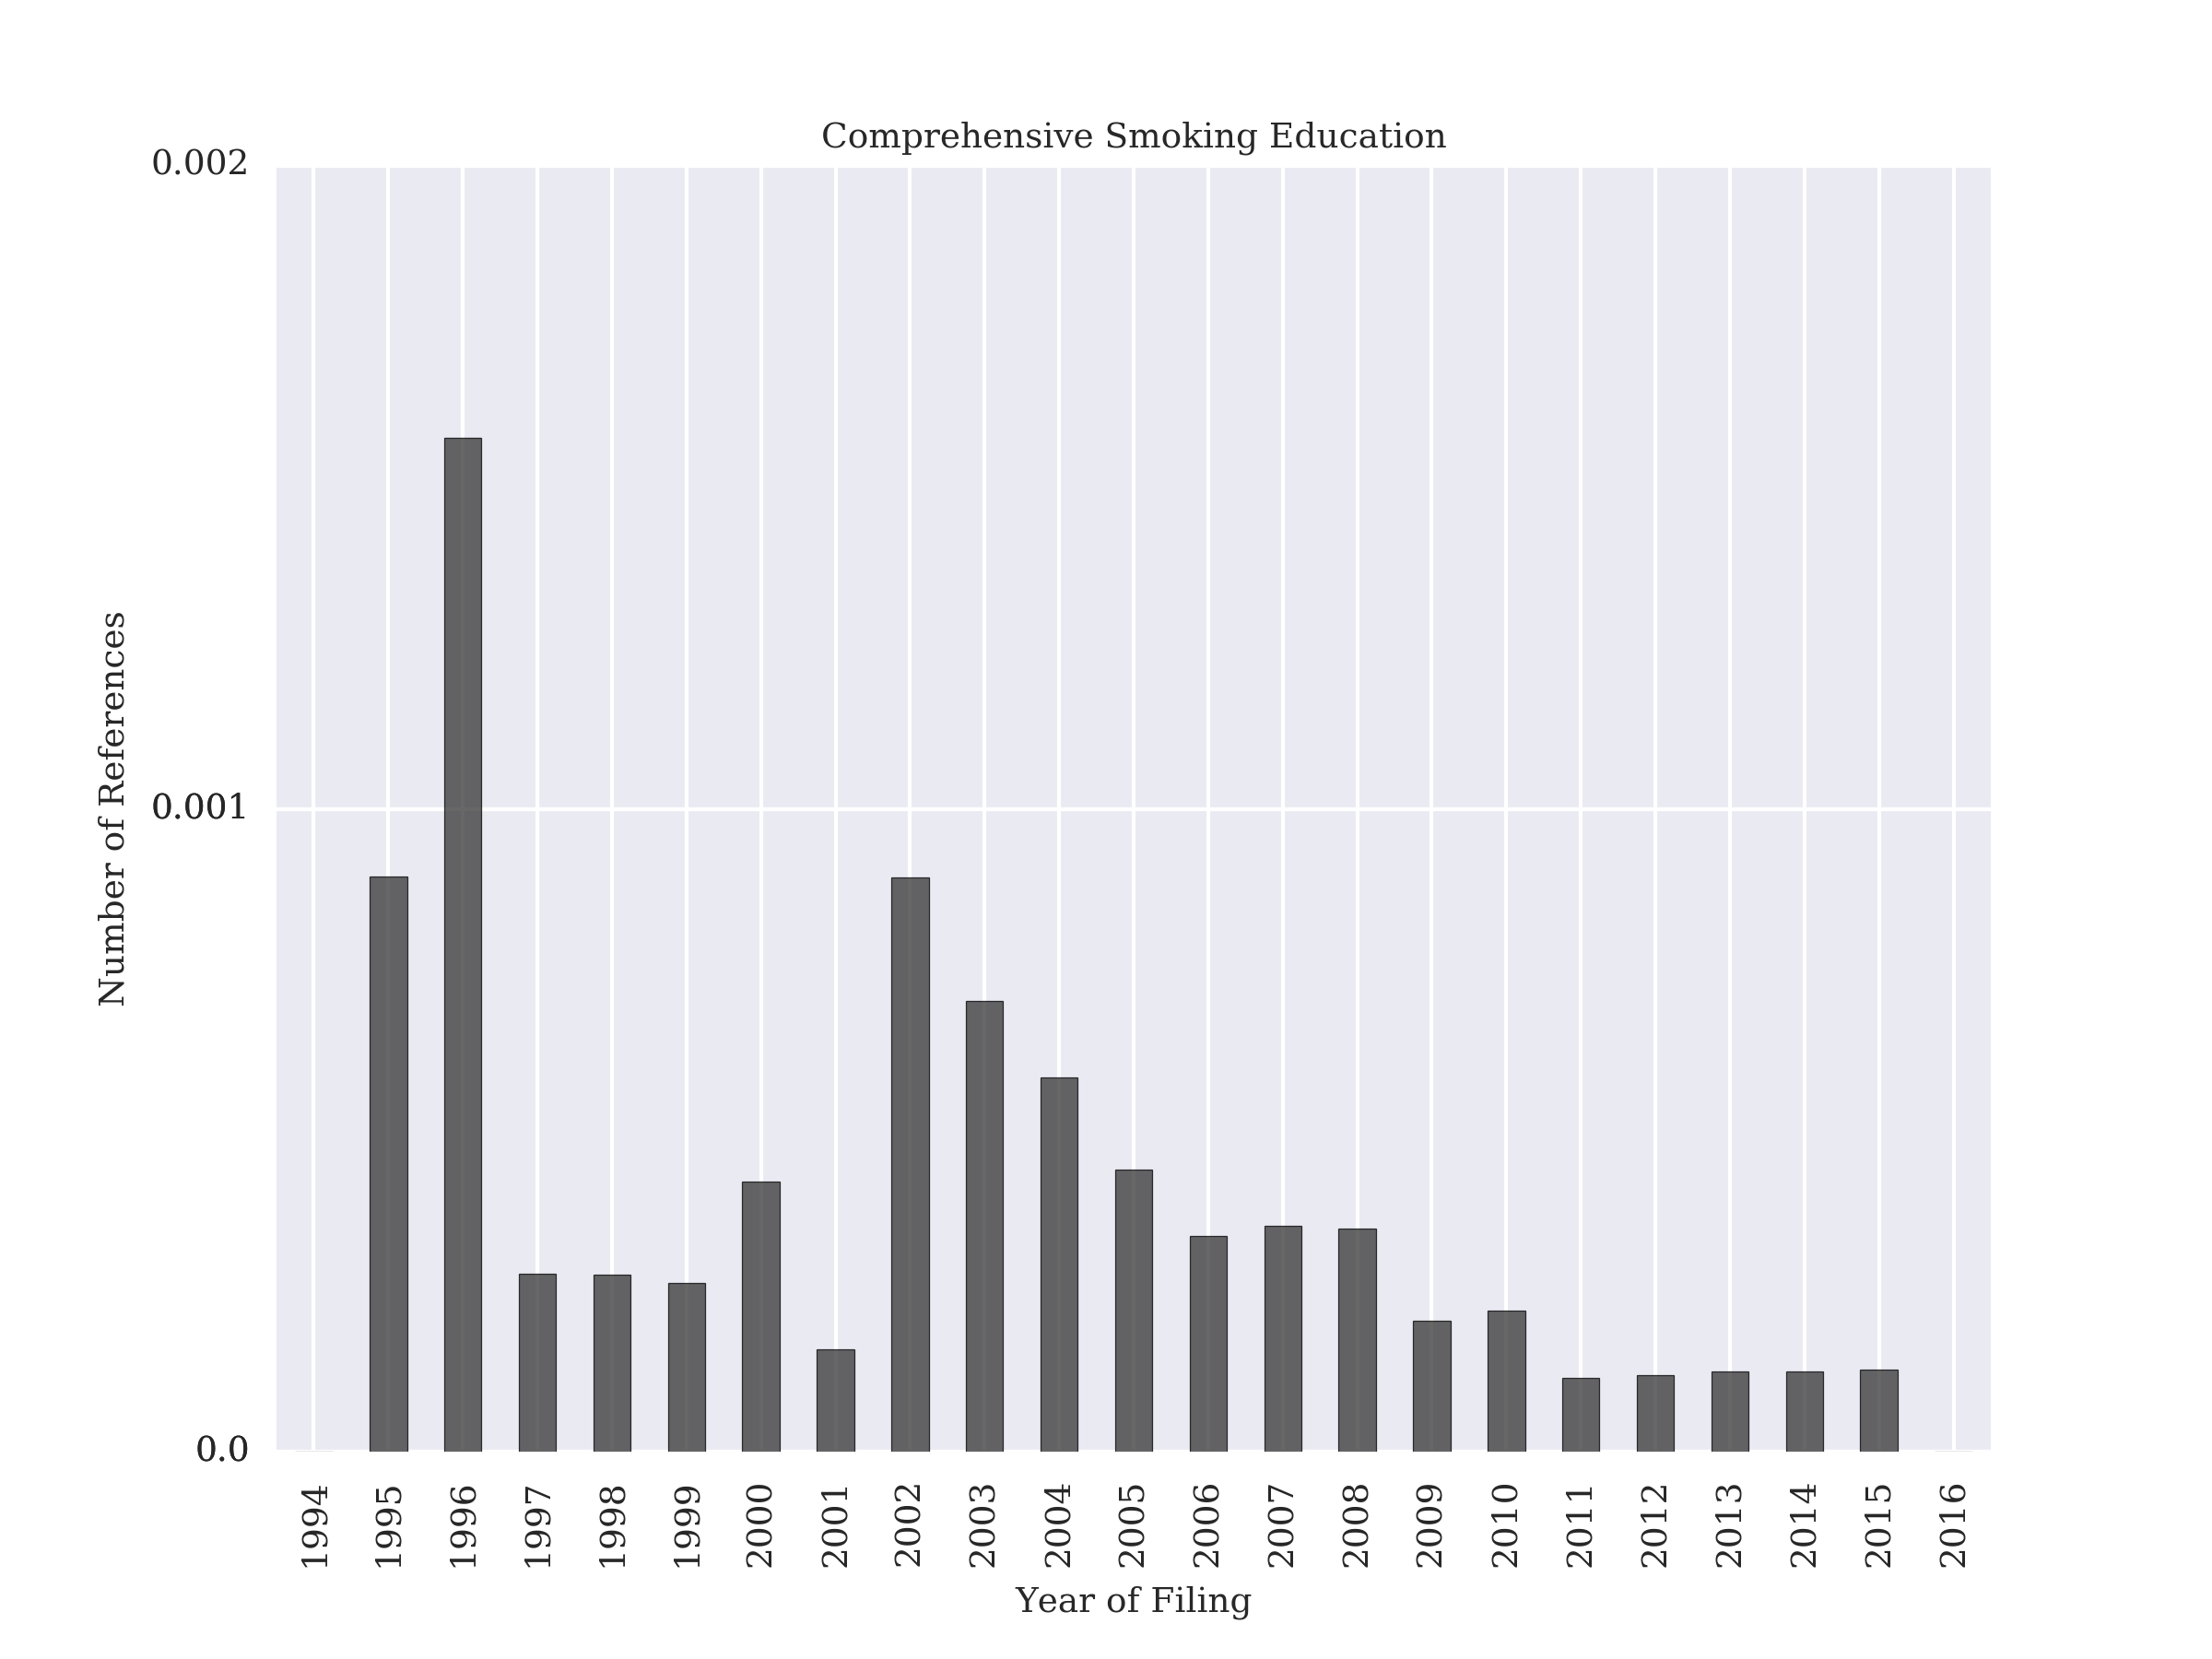 Comprehensive Smoking Education
0.002
0.001
0.0
Number of References
1994 1995 1996 1997 1998 1999 2000 2001 2002 2003 2004 2005 2006 2007 2008 2009 2010 2011 2012 2013 2014 2015 2016
Year of Filing